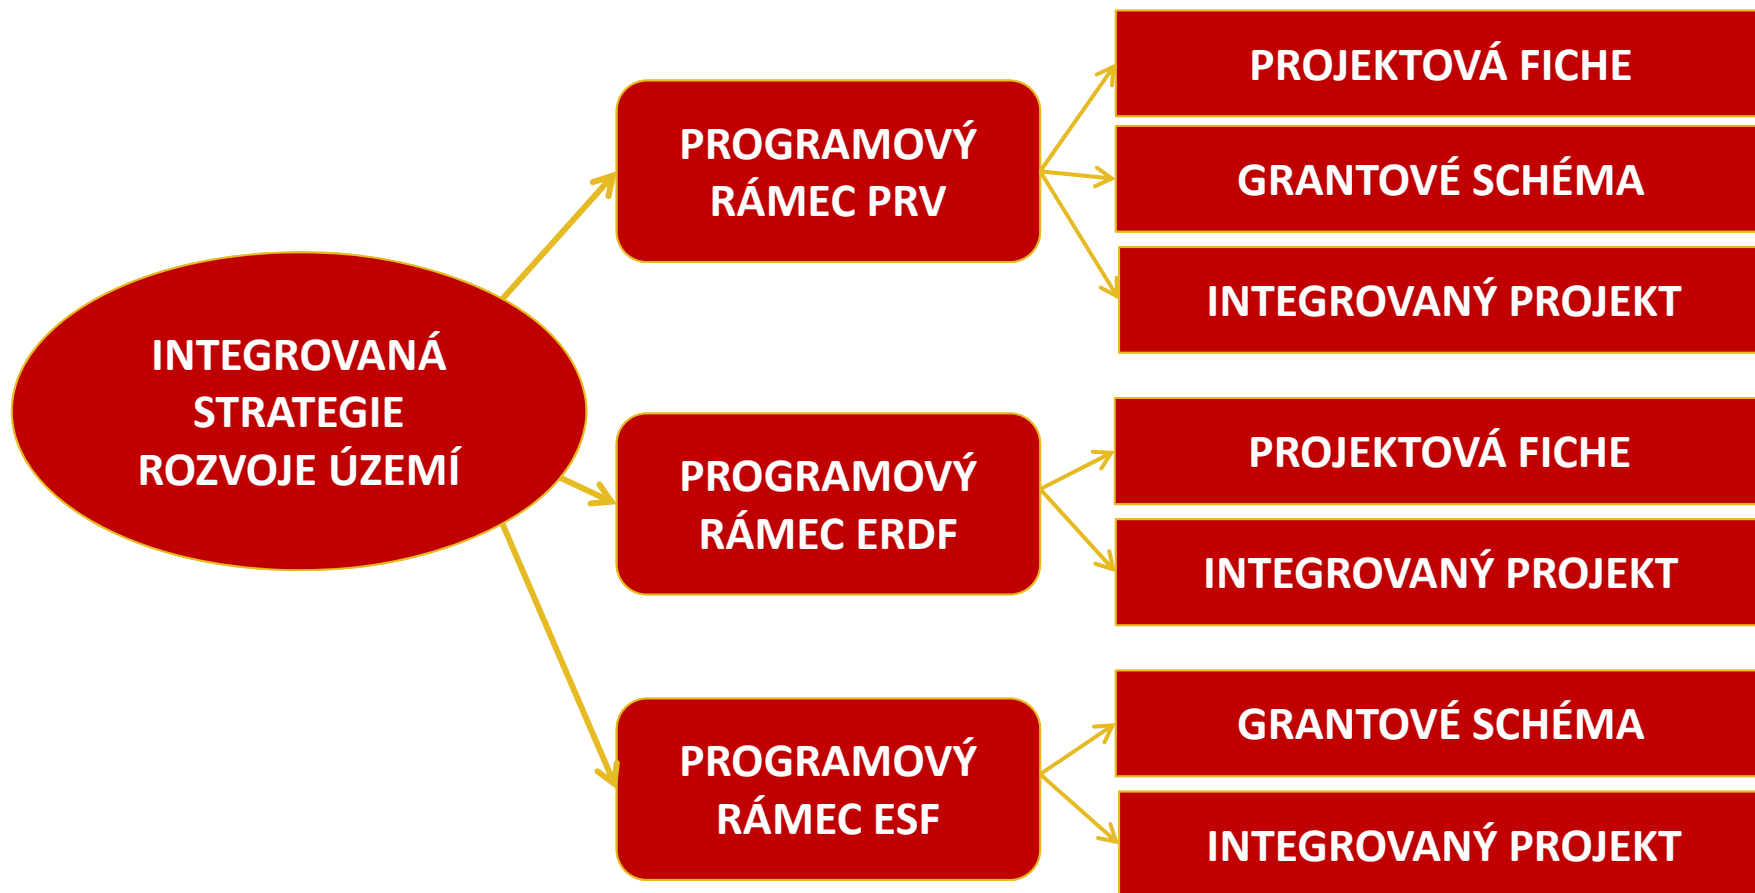 INTEGROVANÁ
STRATEGIE
ROZVOJE ÚZEMÍ
PROGRAMOVÝ
RÁMEC PRV
PROJEKTOVÁ FICHE
GRANTOVÉ SCHÉMA
INTEGROVANÝ PROJEKT
PROGRAMOVÝ
RÁMEC ERDF
PROJEKTOVÁ FICHE
INTEGROVANÝ PROJEKT
PROGRAMOVÝ
RÁMEC ESF
GRANTOVÉ SCHÉMA
INTEGROVANÝ PROJEKT